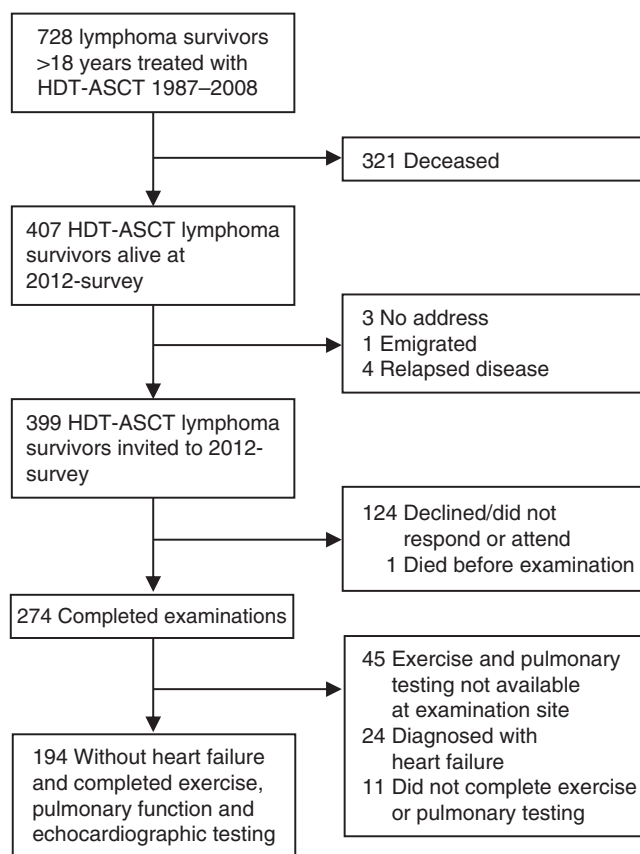 728 lymphoma survivors
>18 years treated with
HDT-ASCT 1987–2008
321 Deceased
407 HDT-ASCT lymphoma
survivors alive at
2012-survey
3 No address
1 Emigrated
4 Relapsed disease
399 HDT-ASCT lymphoma
survivors invited to 2012-
survey
124 Declined/did not
respond or attend
1 Died before examination
274 Completed examinations
45 Exercise and pulmonary
testing not available
at examination site
24 Diagnosed with
heart failure
11 Did not complete exercise
or pulmonary testing
194 Without heart failure
and completed exercise,
pulmonary function and
echocardiographic testing